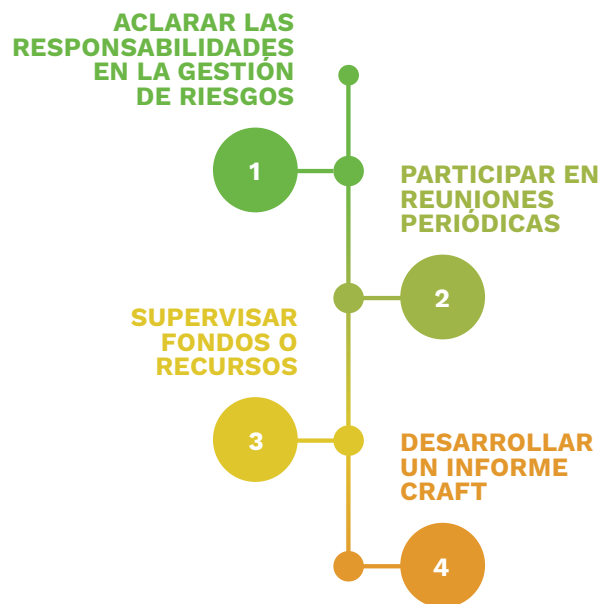 ACLARAR LAS
RESPONSABILIDADES
EN LA GESTIÓN
DE RIESGOS
1
PARTICIPAR EN
REUNIONES
PERIÓDICAS
2
SUPERVISAR
FONDOS O
RECURSOS
3
DESARROLLAR
UN INFORME
CRAFT
4